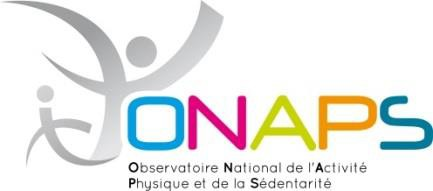 ONAPS
Observatoire National de l'Activité
Physique et de la Sédentarité